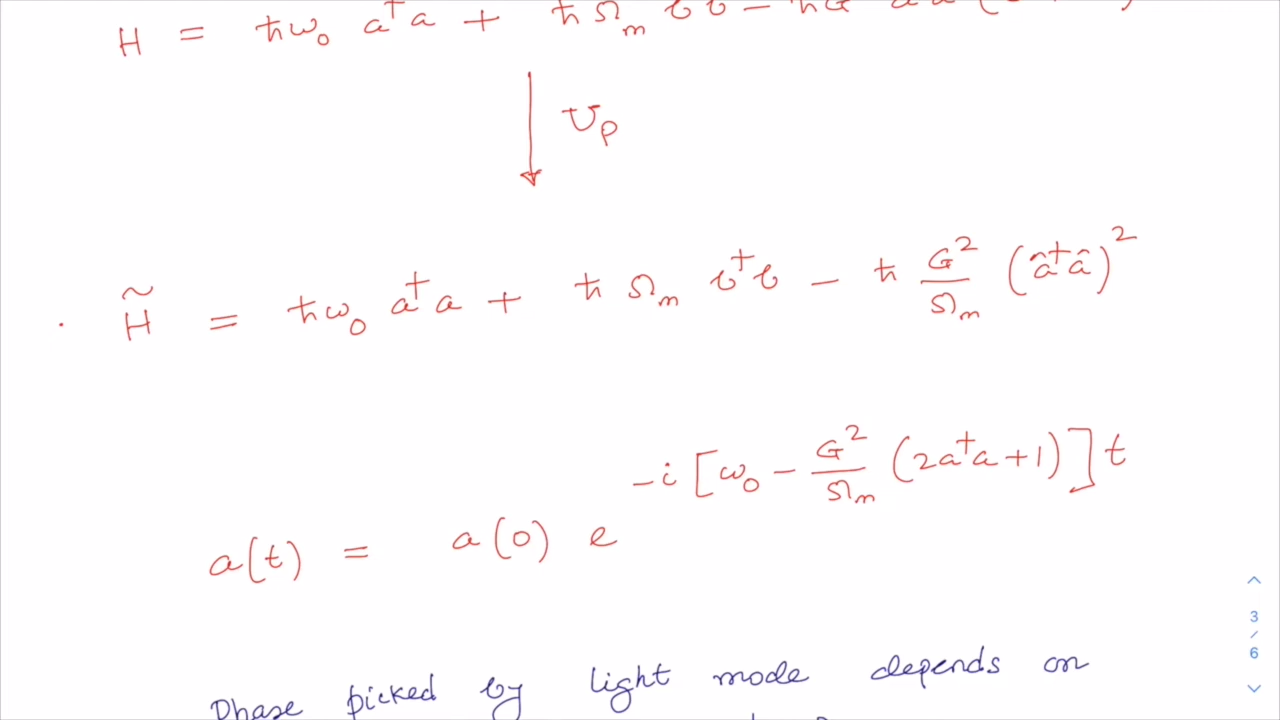 H = ħω₀ a†a + ħΩₘ b†b − ħG a†a (
↓ U_P
H̃ = ħω₀ a†a + ħ Ωₘ b†b − ħ G²/Ωₘ (â†â)²
a(t) = a(0) e^{−i[ω₀ − G²/Ωₘ (2a†a+1)]t}
3
/
6
Phase picked by light mode depends on